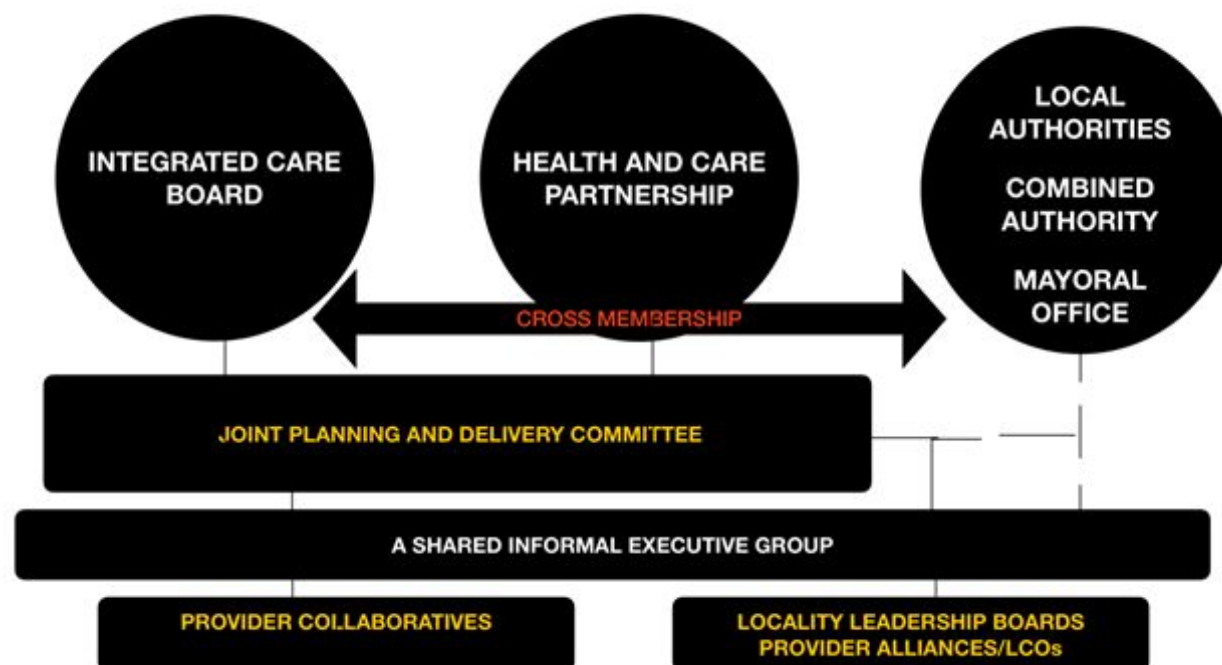 INTEGRATED CARE
BOARD
HEALTH AND CARE
PARTNERSHIP
LOCAL
AUTHORITIES
COMBINED
AUTHORITY
MAYORAL
OFFICE
CROSS MEMBERSHIP
JOINT PLANNING AND DELIVERY COMMITTEE
A SHARED INFORMAL EXECUTIVE GROUP
PROVIDER COLLABORATIVES
LOCALITY LEADERSHIP BOARDS
PROVIDER ALLIANCES/LCOs